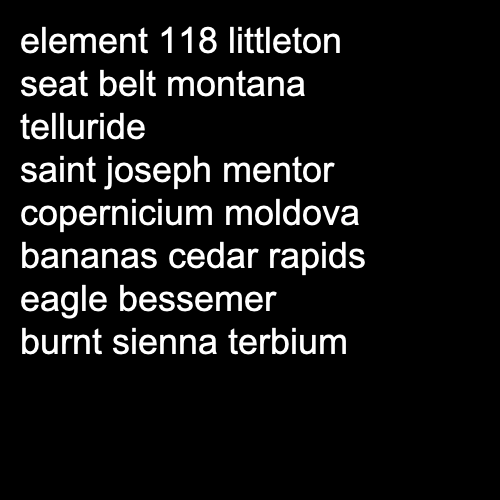 element 118 littleton
seat belt montana
telluride
saint joseph mentor
copernicium moldova
bananas cedar rapids
eagle bessemer
burnt sienna terbium